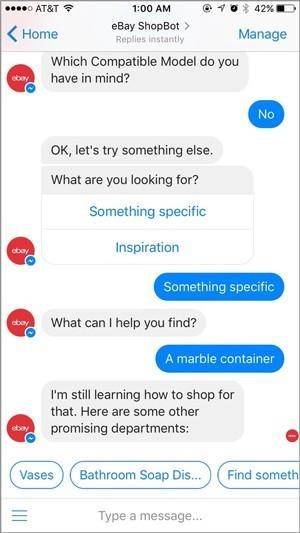 AT&T 1:00 AM 42%
Home eBay ShopBot > Manage
Replies instantly
Which Compatible Model do you
have in mind?
ebay
No
OK, let's try something else.
What are you looking for?
Something specific
Inspiration
ebay
Something specific
What can I help you find?
ebay
A marble container
I'm still learning how to shop for
that. Here are some other
promising departments:
ebay
Vases Bathroom Soap Dis... Find someth
Type a message...